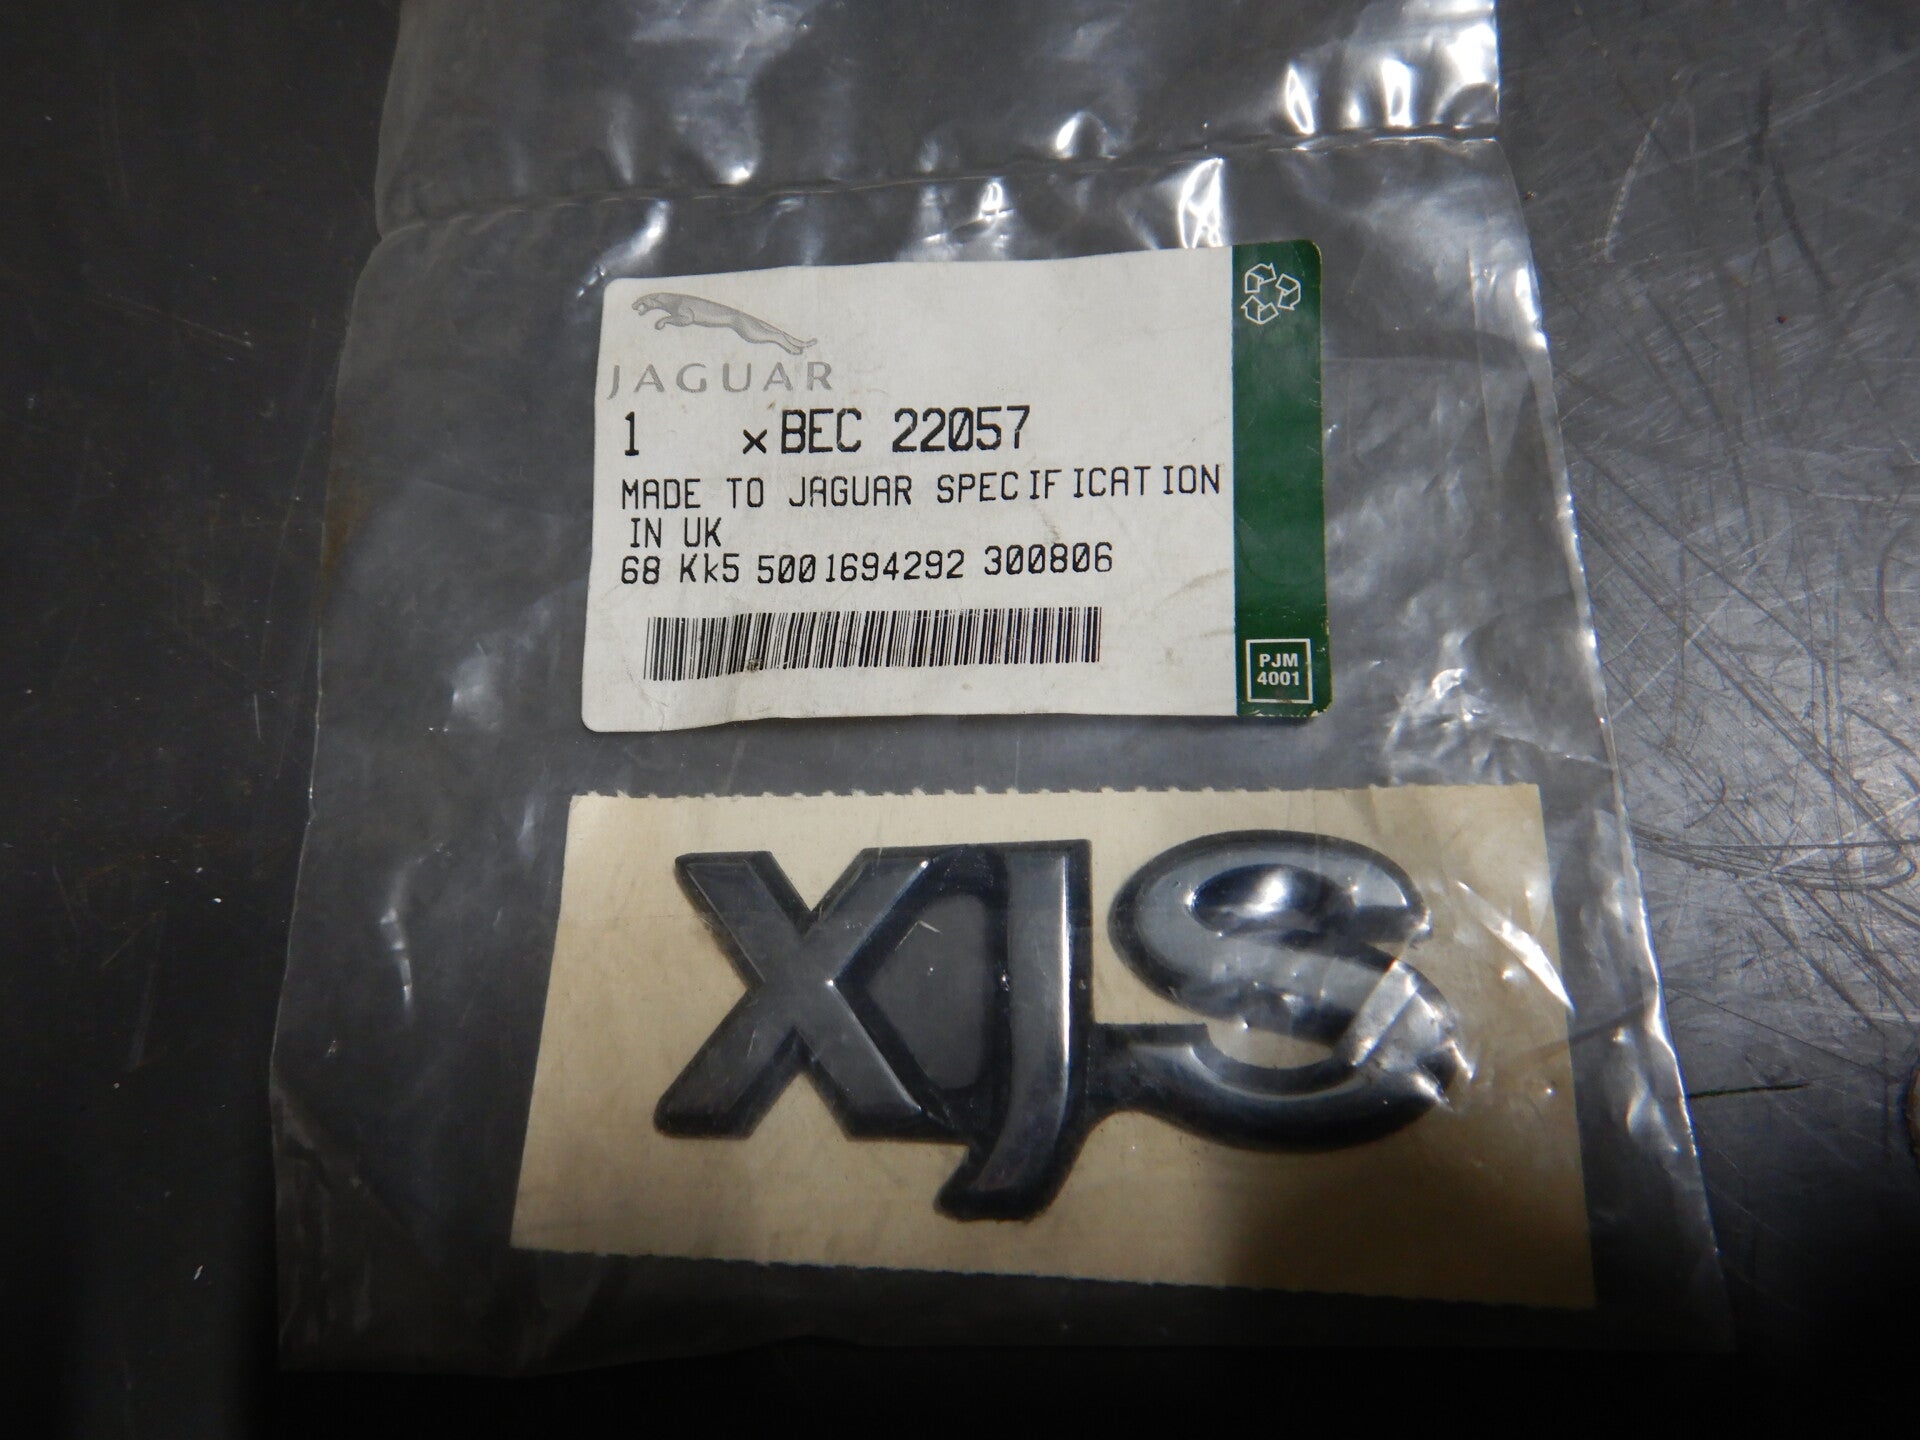 JAGUAR
1 x BEC 22057
MADE TO JAGUAR SPECIFICATION
IN UK
68 Kk5 5001694292 300806
PJM
4001
XJS